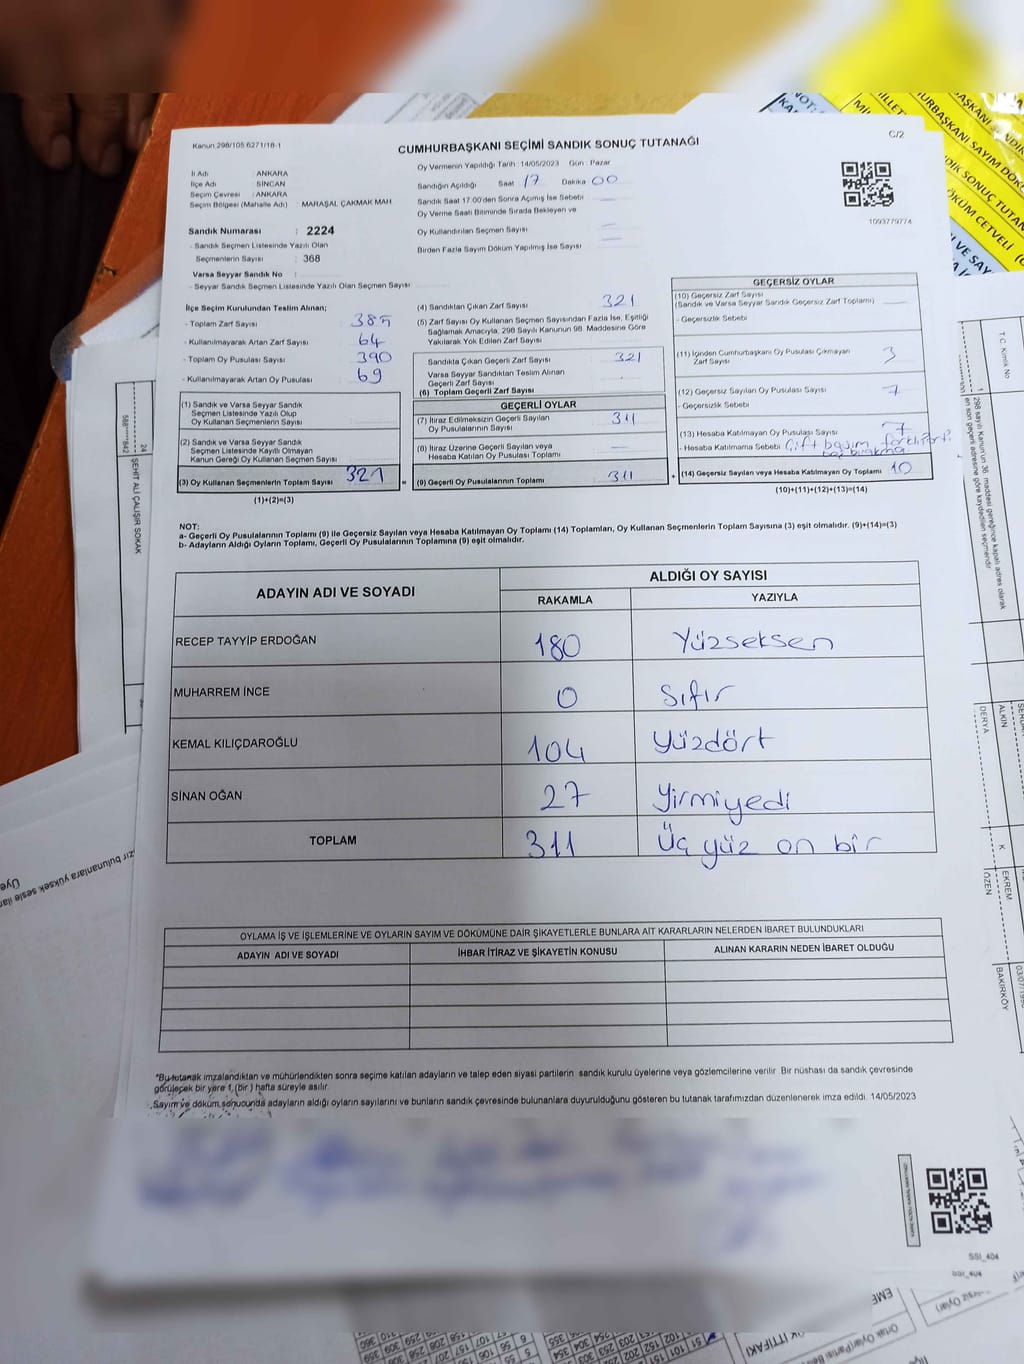 Kanun 298/105 6271/18-1
CUMHURBAŞKANI SEÇİMİ SANDIK SONUÇ TUTANAĞI
C/2
İl Adı : ANKARA
İlçe Adı : SİNCAN
Seçim Çevresi : ANKARA
Seçim Bölgesi (Mahalle Adı) : MARAŞAL ÇAKMAK MAH
Sandık Numarası : 2224
- Sandık Seçmen Listesinde Yazılı Olan
Seçmenlerin Sayısı : 368
Varsa Seyyar Sandık No :
- Seyyar Sandık Seçmen Listesinde Yazılı Olan Seçmen Sayısı
Oy Vermenin Yapıldığı Tarih :14/05/2023 Gün : Pazar
Sandığın Açıldığı Saat 17 Dakika 00
Sandık Saat 17:00'den Sonra Açımış İse Sebebi
Oy Verme Saati Bitiminde Sırada Bekleyen ve
Oy Kullandırılan Seçmen Sayısı
Birden Fazla Sayım Döküm Yapılmış İse Sayısı
1093779774
İlçe Seçim Kurulundan Teslim Alınan;
- Toplam Zarf Sayısı 385
- Kullanılmayarak Artan Zarf Sayısı 64
- Toplam Oy Pusulası Sayısı 390
- Kullanılmayarak Artan Oy Pusulası 69
(1) Sandık ve Varsa Seyyar Sandık
Seçmen Listesinde Yazılı Olup
Oy Kullanan Seçmenlerin Sayısı
(2) Sandık ve Varsa Seyyar Sandık
Seçmen Listesinde Kayıtlı Olmayan
Kanun Gereği Oy Kullanan Seçmen Sayısı
(3) Oy Kullanan Seçmenlerin Toplam Sayısı 321
(1)+(2)=(3)
(4) Sandıktan Çıkan Zarf Sayısı 321
(5) Zarf Sayısı Oy Kullanan Seçmen Sayısından Fazla İse, Eşitliği
Sağlamak Amacıyla, 298 Sayılı Kanunun 98. Maddesine Göre
Yakılarak Yok Edilen Zarf Sayısı
Sandıkta Çıkan Geçerli Zarf Sayısı 321
Varsa Seyyar Sandıktan Teslim Alınan
Geçerli Zarf Sayısı
(6) Toplam Geçerli Zarf Sayısı
GEÇERLİ OYLAR
(7) İtiraz Edilmeksizin Geçerli Sayılan
Oy Pusulasının Sayısı 311
(8) İtiraz Üzerine Geçerli Sayılan veya
Hesaba Katılan Oy Pusulası Toplamı
(9) Geçerli Oy Pusulalarının Toplamı 311
GEÇERSİZ OYLAR
(10) Geçersiz Zarf Sayısı
(Sandık ve Varsa Seyyar Sandık Geçersiz Zarf Toplamı)
- Geçersizlik Sebebi
(11) İçinden Cumhurbaşkanı Oy Pusulası Çıkmayan
Zarf Sayısı 3
(12) Geçersiz Sayılan Oy Pusulası Sayısı 7
- Geçersizlik Sebebi
(13) Hesaba Katılmayan Oy Pusulası Sayısı 7
- Hesaba Katılmama Sebebi Çift basım, farklı
boş bırakma
(14) Geçersiz Sayılan veya Hesaba Katılmayan Oy Toplamı 10
(10)+(11)+(12)+(13)=(14)
NOT:
a- Geçerli Oy Pusulalarının Toplamı (9) ile Geçersiz Sayılan veya Hesaba Katılmayan Oy Toplamı (14) Toplamları, Oy Kullanan Seçmenlerin Toplam Sayısına (3) eşit olmalıdır. (9)+(14)=(3)
b- Adayların Aldığı Oyların Toplamı, Geçerli Oy Pusulalarının Toplamına (9) eşit olmalıdır.
ADAYIN ADI VE SOYADI
ALDIĞI OY SAYISI
RAKAMLA YAZIYLA
RECEP TAYYİP ERDOĞAN 180 Yüzseksen
MUHARREM İNCE 0 Sıfır
KEMAL KILIÇDAROĞLU 104 Yüzdört
SİNAN OĞAN 27 Yirmiyedi
TOPLAM 311 Üç yüz on bir
OYLAMA İŞ VE İŞLEMLERİNE VE OYLARIN SAYIM VE DÖKÜMÜNE DAİR ŞİKAYETLERLE BUNLARA AİT KARARLARIN NELERDEN İBARET BULUNDUKLARI
ADAYIN ADI VE SOYADI İHBAR İTİRAZ VE ŞİKAYETİN KONUSU ALINAN KARARIN NEDEN İBARET OLDUĞU
*Bu tutanak imzalandıktan ve mühürlendikten sonra seçime katılan adayların ve talep eden siyasi partilerin sandık kurulu üyelerine veya gözlemcilerine verilir. Bir nüshası da sandık çevresinde
görülecek bir yere 1 (bir ) hafta süreyle asılır.
Sayım ve döküm sonucunda adayların aldığı oyların sayılarını ve bunların sandık çevresinde bulunanlara duyurulduğunu gösteren bu tutanak tarafımızdan düzenlenerek imza edildi. 14/05/2023
SSİ_404
ŞEHİT ALİ ÇALIŞIR SOKAK
T.C. Kimlik No
298 sayılı Kanun'un 36. maddesi gereğince kapalı adres olarak
en son geçerli adresine göre kaydedilen seçmendir
DERYA
ALKIN
K
EKREM
ÖZEN
BAKIRKÖY